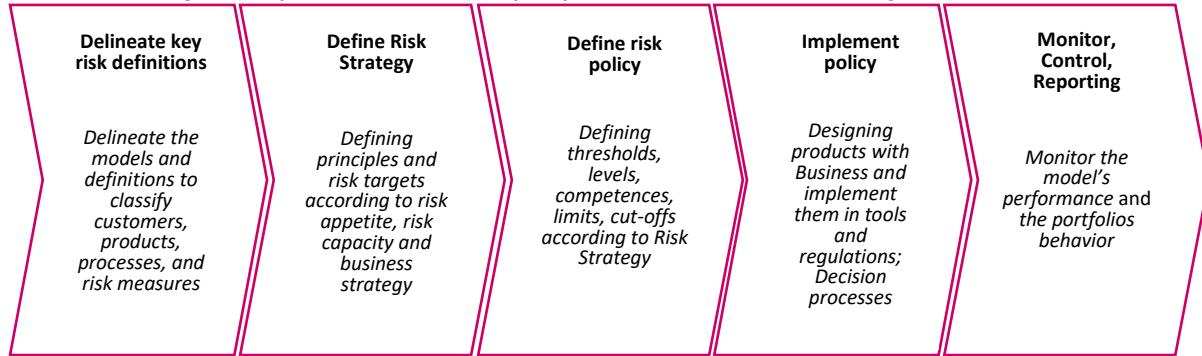 Delineate key
risk definitions
Delineate the
models and
definitions to
classify
customers,
products,
processes, and
risk measures
Define Risk
Strategy
Defining
principles and
risk targets
according to risk
appetite, risk
capacity and
business
strategy
Define risk
policy
Defining
thresholds,
levels,
competences,
limits, cut-offs
according to Risk
Strategy
Implement
policy
Designing
products with
Business and
implement
them in tools
and
regulations;
Decision
processes
Monitor,
Control,
Reporting
Monitor the
model's
performance and
the portfolios
behavior